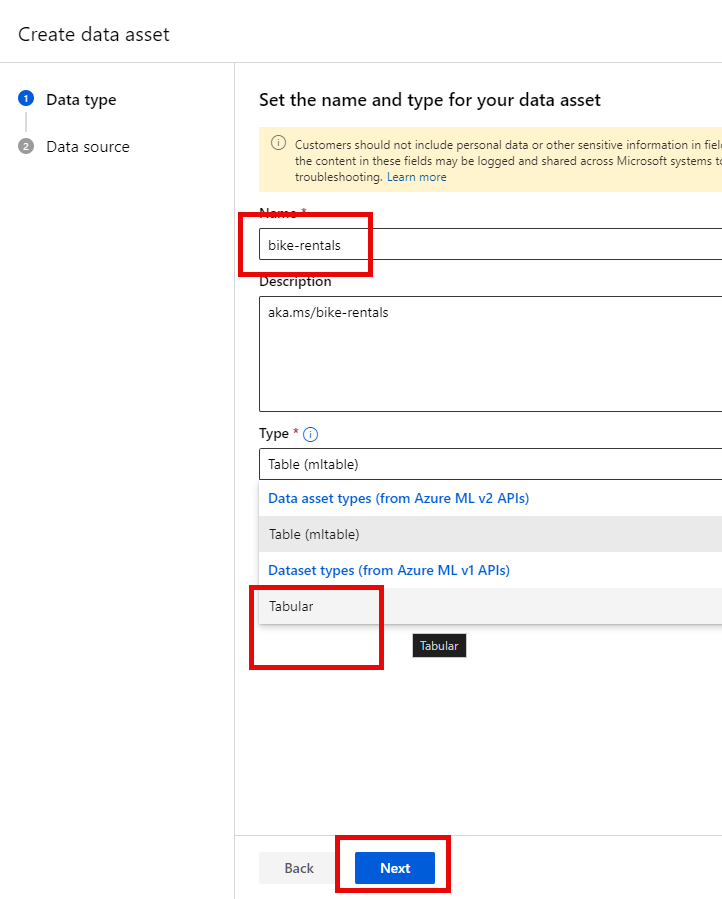 Create data asset
1 Data type
2 Data source
Set the name and type for your data asset
Customers should not include personal data or other sensitive information in
the content in these fields may be logged and shared across Microsoft systems
troubleshooting. Learn more
Name *
bike-rentals
Description
aka.ms/bike-rentals
Type *
Table (mltable)
Data asset types (from Azure ML v2 APIs)
Table (mltable)
Dataset types (from Azure ML v1 APIs)
Tabular
Tabular
Back Next